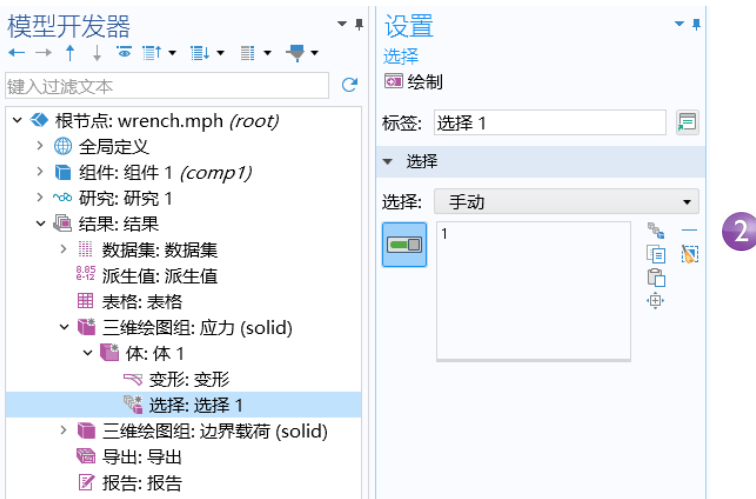 模型开发器
键入过滤文本
根节点: wrench.mph (root)
全局定义
组件: 组件 1 (comp1)
研究: 研究 1
结果: 结果
数据集: 数据集
8.85
e-12
派生值: 派生值
表格: 表格
三维绘图组: 应力 (solid)
体: 体 1
变形: 变形
选择: 选择 1
三维绘图组: 边界载荷 (solid)
导出: 导出
报告: 报告
设置
选择
绘制
标签: 选择 1
选择
选择: 手动
1
2